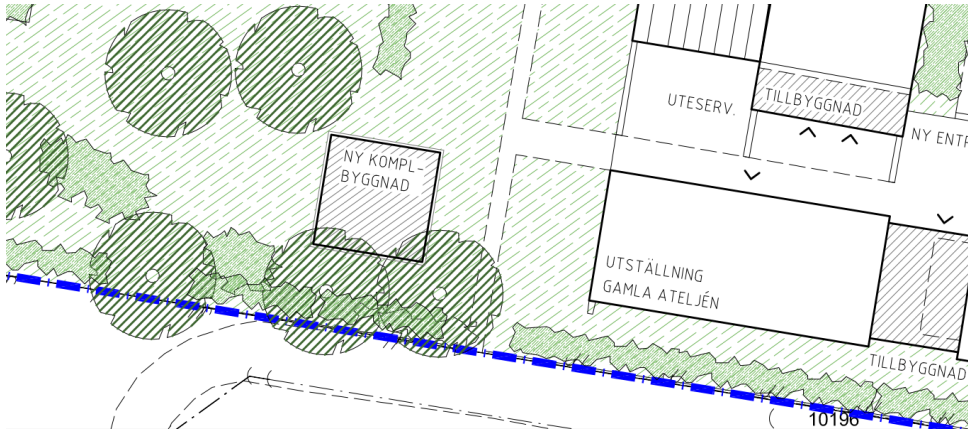 UTESERV.
TILLBYGGNAD
NY ENTR
NY KOMPL-
BYGGNAD
UTSTÄLLNING
GAMLA ATELJÉN
TILLBYGGNAD
10196